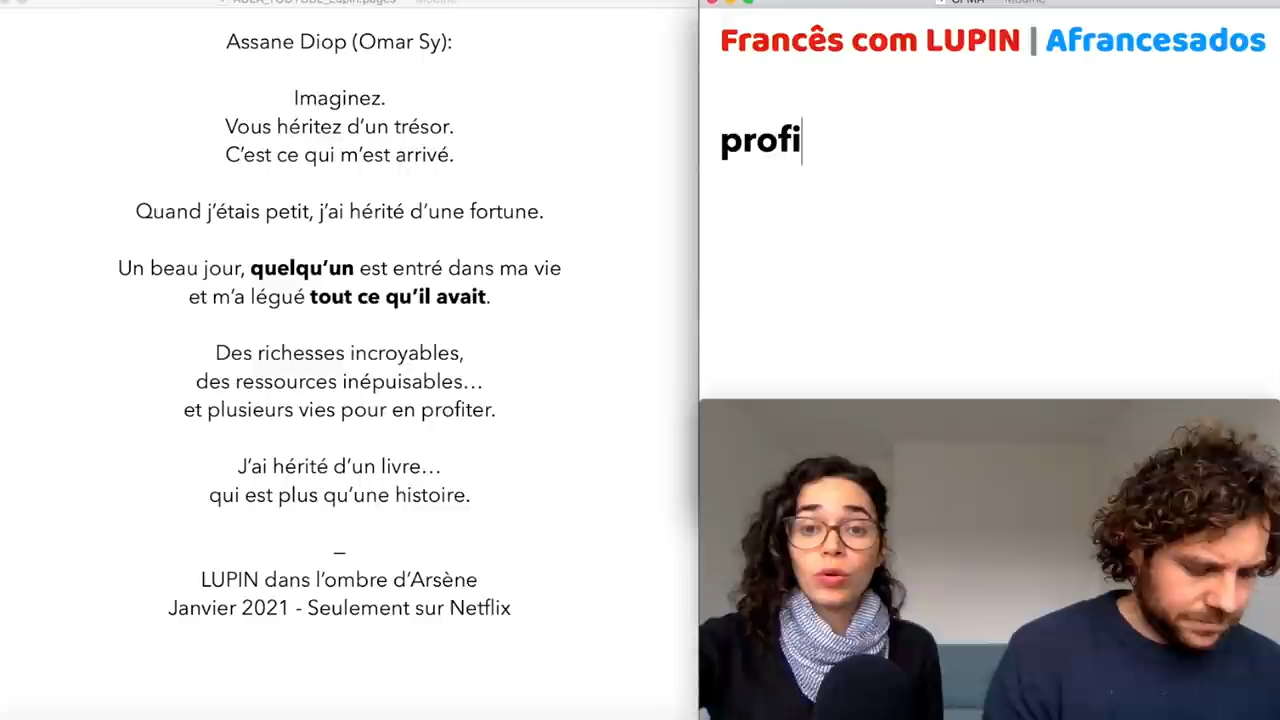 Assane Diop (Omar Sy):
Imaginez.
Vous héritez d’un trésor.
C’est ce qui m’est arrivé.
Quand j’étais petit, j’ai hérité d’une fortune.
Un beau jour, quelqu’un est entré dans ma vie
et m’a légué tout ce qu’il avait.
Des richesses incroyables,
des ressources inépuisables…
et plusieurs vies pour en profiter.
J’ai hérité d’un livre…
qui est plus qu’une histoire.
–
LUPIN dans l’ombre d’Arsène
Janvier 2021 - Seulement sur Netflix
Francês com LUPIN | Afrancesados
profi